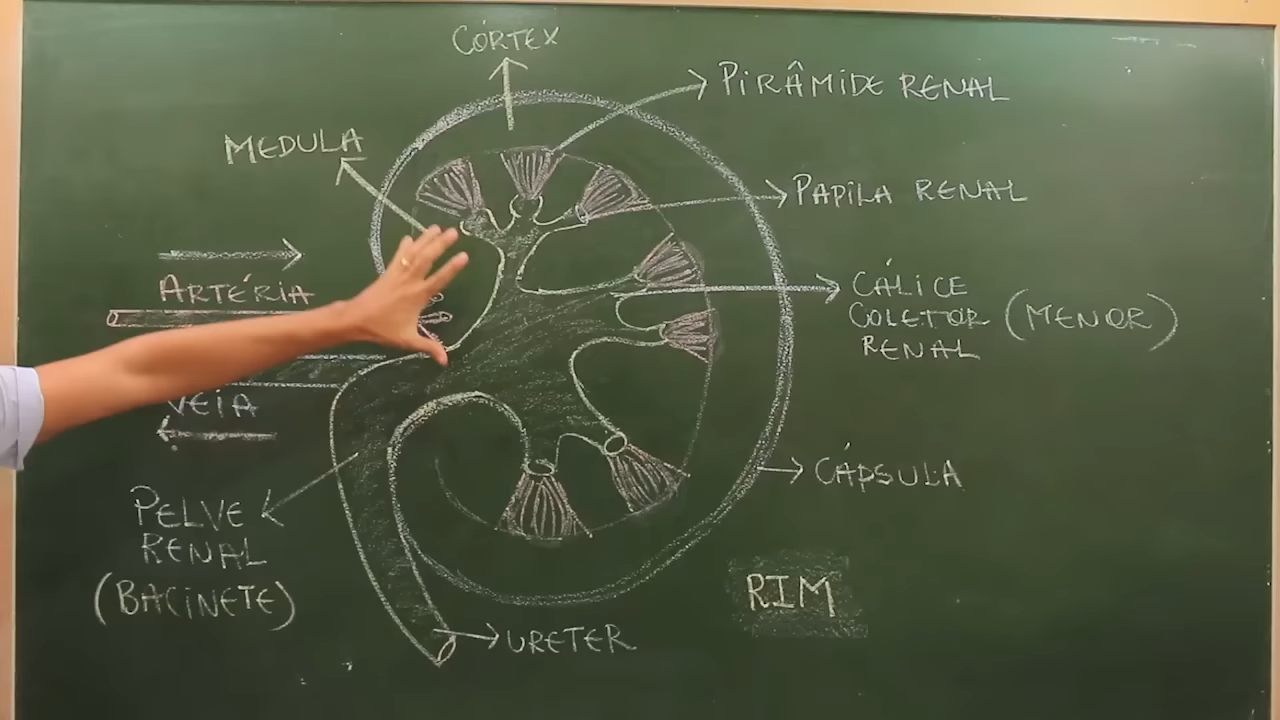 CÓRTEX
PIRÂMIDE RENAL
MEDULA
PAPILA RENAL
ARTÉRIA
CÁLICE
COLETOR (MENOR)
RENAL
VEIA
CÁPSULA
PELVE
RENAL
(BACINETE)
RIM
URETER